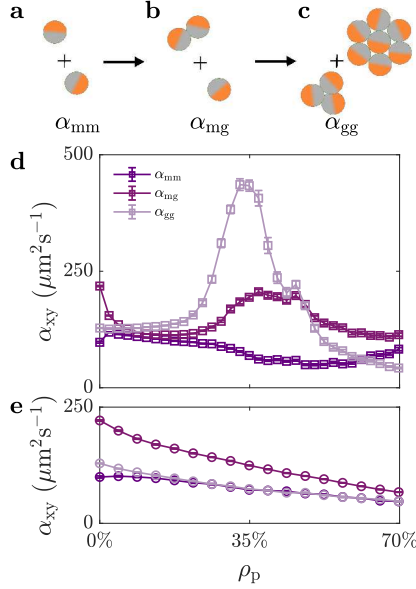 a b c
+ + +
αmm αmg αgg
d
500
250
0
αmm
αmg
αgg
αxy (μm²s⁻¹)
e
250
0
αxy (μm²s⁻¹)
0% 35% 70%
ρp